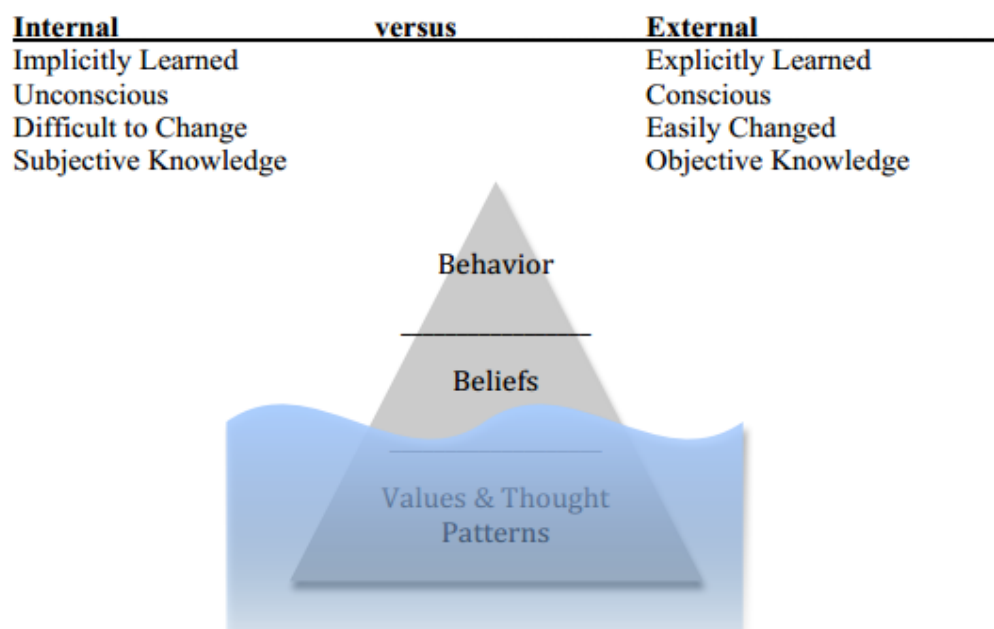 Internal versus External
Implicitly Learned Explicitly Learned
Unconscious Conscious
Difficult to Change Easily Changed
Subjective Knowledge Objective Knowledge
Behavior
Beliefs
Values & Thought
Patterns